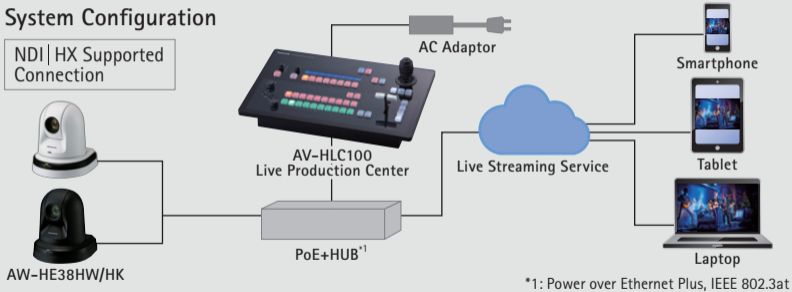 System Configuration
NDI | HX Supported
Connection
AC Adaptor
Smartphone
AV-HLC100
Live Production Center
Live Streaming Service
Tablet
PoE+HUB*1
AW-HE38HW/HK
Laptop
*1: Power over Ethernet Plus, IEEE 802.3at